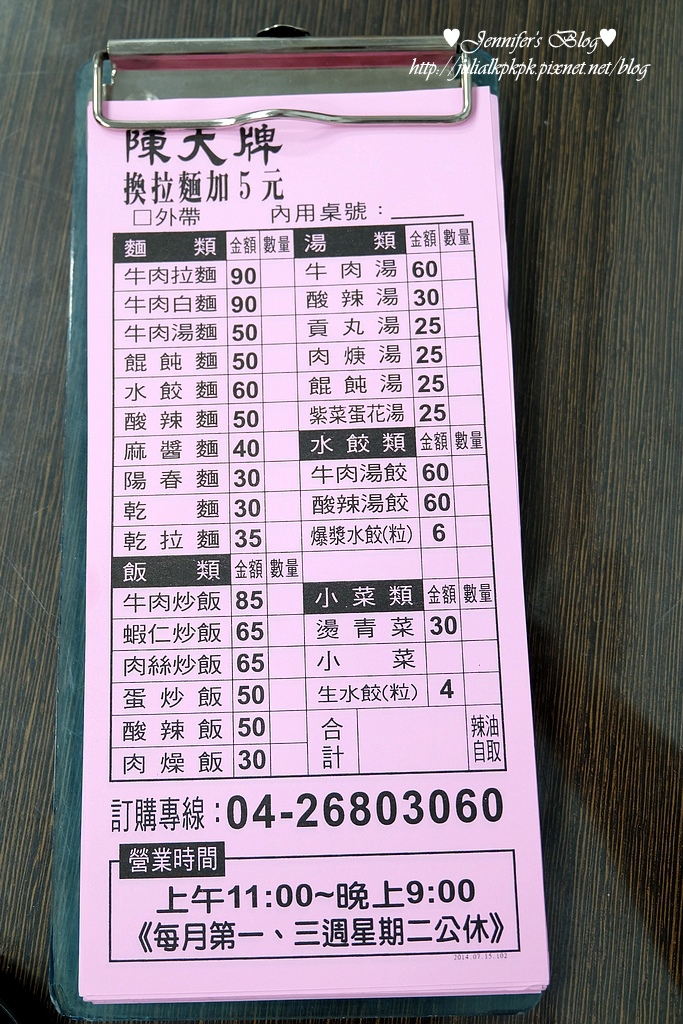 ♥Jennifer's Blog♥
http://julialkpkpk.pixnet.net/blog
陳大牌
換拉麵加5元
□外帶 內用桌號：______
麵類 金額 數量 湯類 金額 數量
牛肉拉麵 90 牛肉湯 60
牛肉白麵 90 酸辣湯 30
牛肉湯麵 50 貢丸湯 25
餛飩麵 50 肉焿湯 25
水餃麵 60 餛飩湯 25
酸辣麵 50 紫菜蛋花湯 25
麻醬麵 40 水餃類 金額 數量
陽春麵 30 牛肉湯餃 60
乾麵 30 酸辣湯餃 60
乾拉麵 35 爆漿水餃(粒) 6
飯類 金額 數量
牛肉炒飯 85 小菜類 金額 數量
蝦仁炒飯 65 燙青菜 30
肉絲炒飯 65 小菜
蛋炒飯 50 生水餃(粒) 4
酸辣飯 50 合計 辣油自取
肉燥飯 30
訂購專線：04-26803060
營業時間
上午11:00~晚上9:00
《每月第一、三週星期二公休》
2014.07.15.102